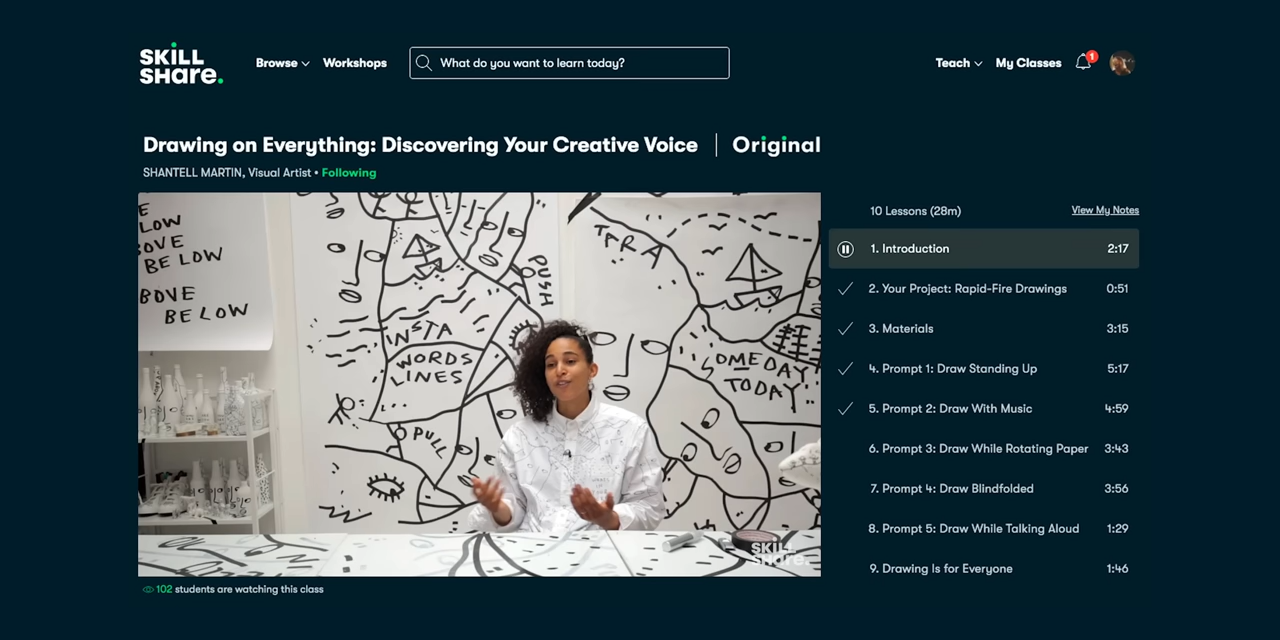 SKiLL
SHaRe.
Browse
Workshops
What do you want to learn today?
Teach
My Classes
1
Drawing on Everything: Discovering Your Creative Voice | Original
SHANTELL MARTIN, Visual Artist • Following
E
LOW
OVE
BE LOW
BOVE
BELOW
PUSH
TARA
INSTA
WORDS
LINES
SOMEDAY
TODAY
PULL
SKiLL
SHaRe.
102 students are watching this class
10 Lessons (28m)
View My Notes
1. Introduction 2:17
2. Your Project: Rapid-Fire Drawings 0:51
3. Materials 3:15
4. Prompt 1: Draw Standing Up 5:17
5. Prompt 2: Draw With Music 4:59
6. Prompt 3: Draw While Rotating Paper 3:43
7. Prompt 4: Draw Blindfolded 3:56
8. Prompt 5: Draw While Talking Aloud 1:29
9. Drawing Is for Everyone 1:46